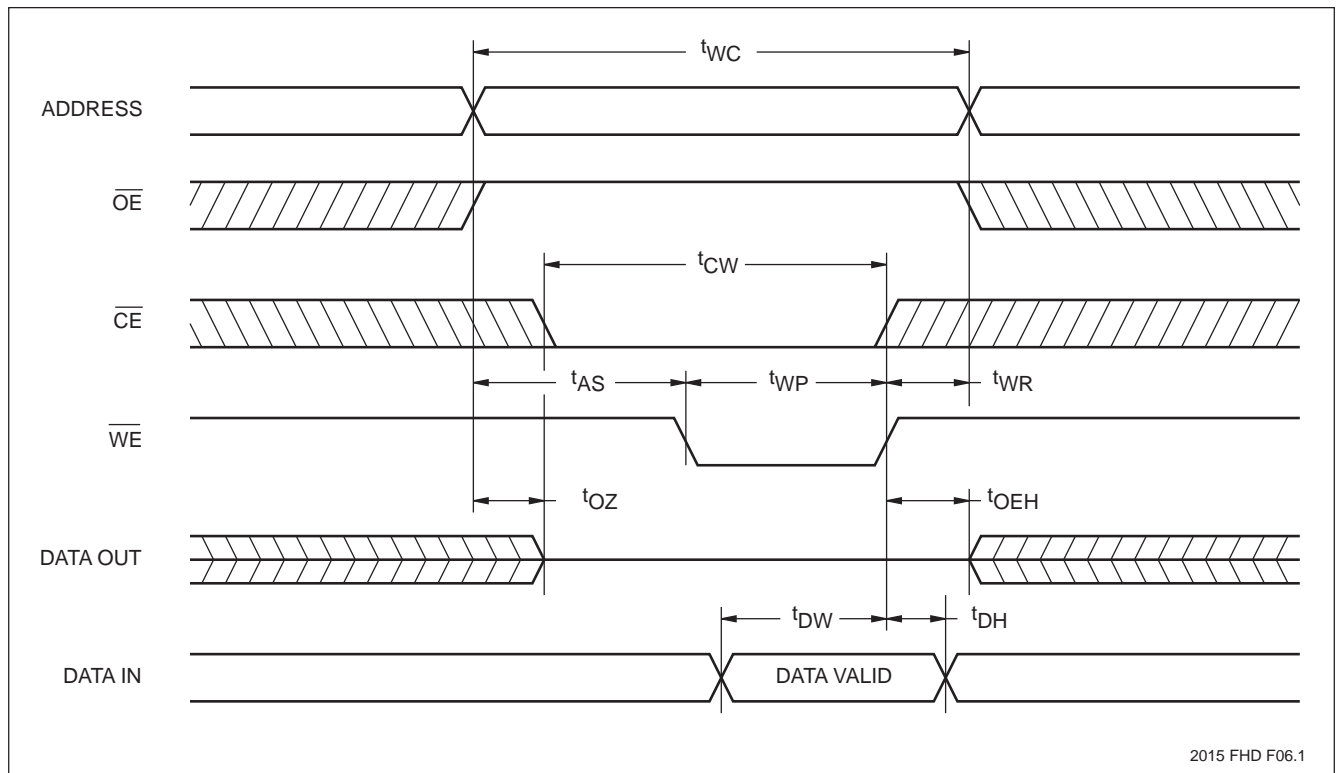 tWC
ADDRESS
OE
tCW
CE
tAS
tWP
tWR
WE
tOZ
tOEH
DATA OUT
tDW
tDH
DATA IN
DATA VALID
2015 FHD F06.1